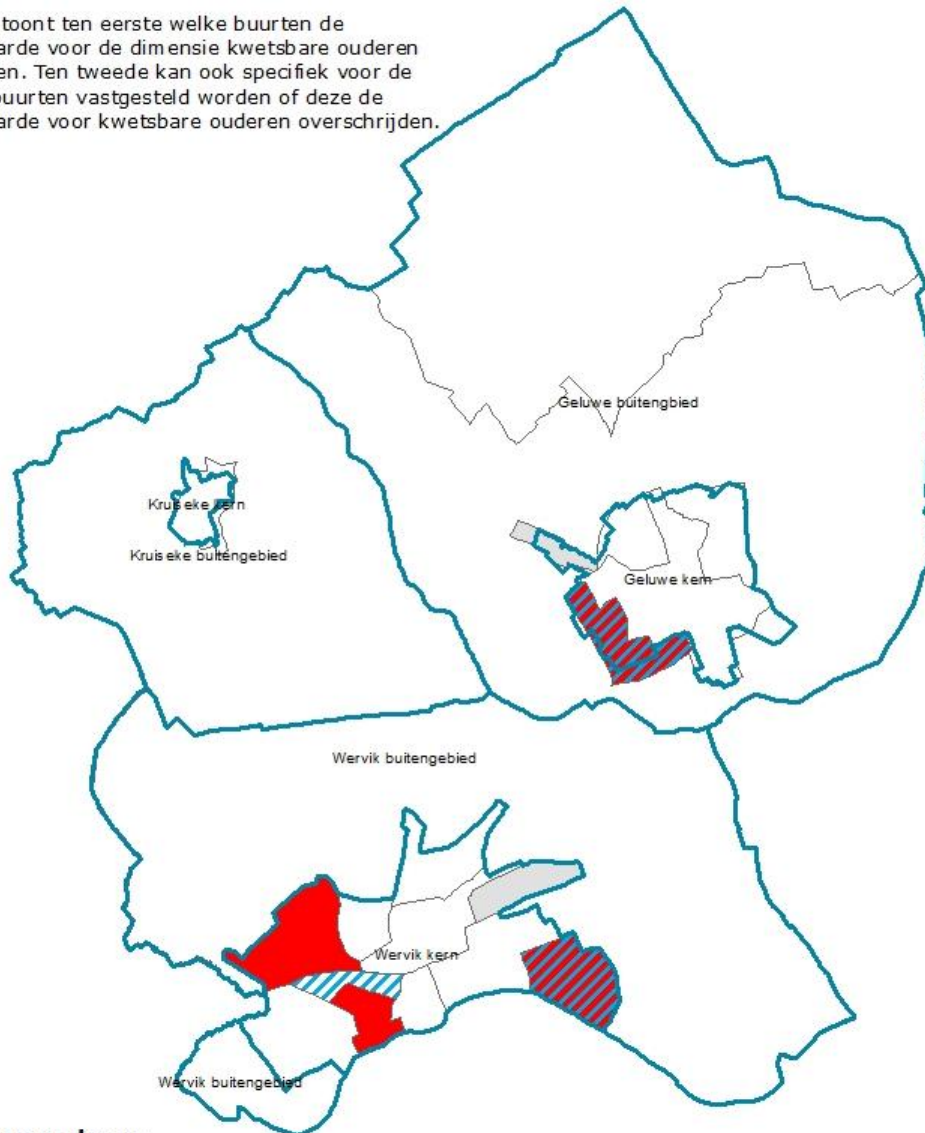 toont ten eerste welke buurten de
arde voor de dimensie kwetsbare ouderen
en. Ten tweede kan ook specifiek voor de
buurten vastgesteld worden of deze de
arde voor kwetsbare ouderen overschrijden.
Geluwe buitengbied
Kruiseke kern
Kruiseke buitengebied
Geluwe kern
Wervik buitengebied
Wervik kern
Wervik buitengebied